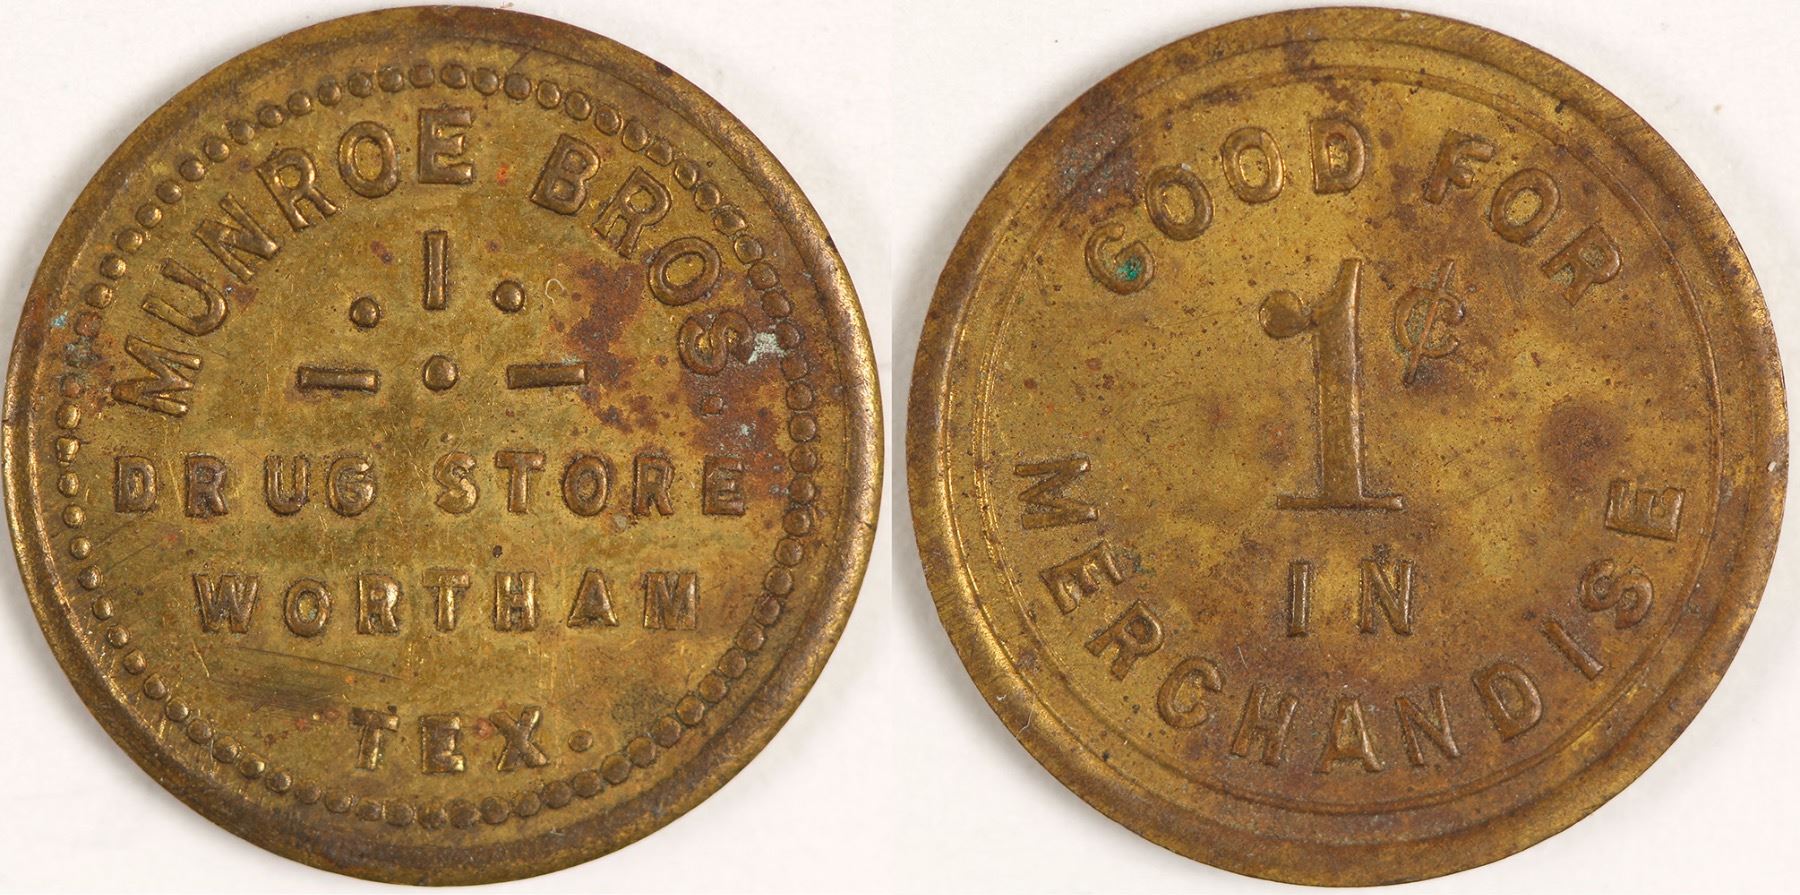 MUNROE BROS.
DRUG STORE
WORTHAM
TEX.
GOOD FOR
1¢
IN
MERCHANDISE